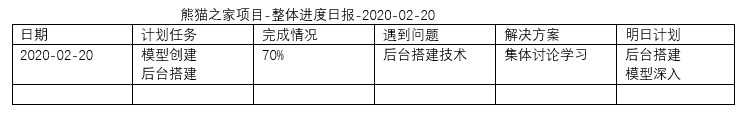 熊猫之家项目-整体进度日报-2020-02-20
日期 计划任务 完成情况 遇到问题 解决方案 明日计划
2020-02-20 模型创建 70% 后台搭建技术 集体讨论学习 后台搭建
后台搭建 模型深入